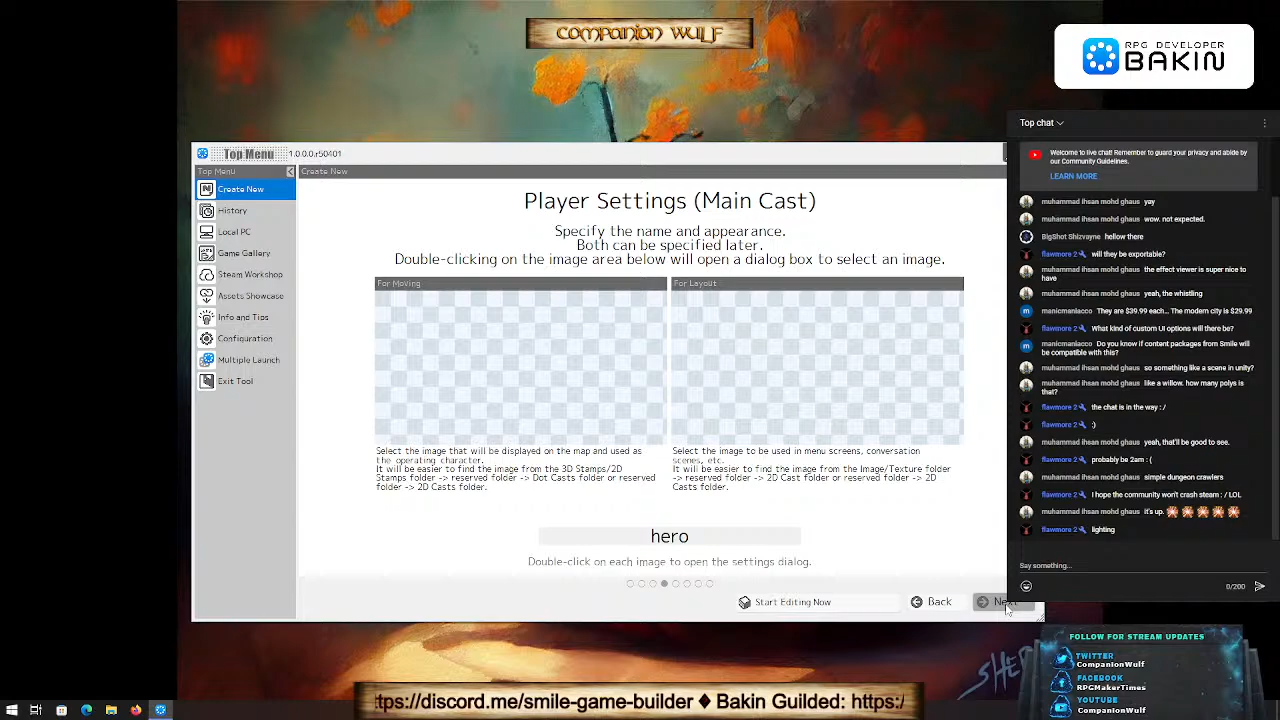 COMPANION WULF
RPG DEVELOPER
BAKIN
Top chat
Welcome to live chat! Remember to guard your privacy and abide by
our Community Guidelines.
LEARN MORE
muhammad ihsan mohd ghaus yay
muhammad ihsan mohd ghaus wow. not expected.
BigShot Shizvayne hellow there
flawmore 2 will they be exportable?
muhammad ihsan mohd ghaus the effect viewer is super nice to
have
muhammad ihsan mohd ghaus yeah, the whistling
manicmaniacco They are $39.99 each... The modern city is $29.99
flawmore 2 What kind of custom UI options will there be?
manicmaniacco Do you know if content packages from Smile will
be compatible with this?
muhammad ihsan mohd ghaus so something like a scene in unity?
muhammad ihsan mohd ghaus like a willow. how many polys is
that?
flawmore 2 the chat is in the way : /
flawmore 2 :)
muhammad ihsan mohd ghaus yeah, that'll be good to see.
flawmore 2 probably be 2am : (
muhammad ihsan mohd ghaus simple dungeon crawlers
flawmore 2 I hope the community won't crash steam : / LOL
muhammad ihsan mohd ghaus it's up.
flawmore 2 lighting
Say something...
0/200
Top Menu 1.0.0.0.r50401
Top Menu
Create New
History
Local PC
Game Gallery
Steam Workshop
Assets Showcase
Info and Tips
Configuration
Multiple Launch
Exit Tool
Create New
Player Settings (Main Cast)
Specify the name and appearance.
Both can be specified later.
Double-clicking on the image area below will open a dialog box to select an image.
For Moving
For Layout
Select the image that will be displayed on the map and used as
the operating character.
It will be easier to find the image from the 3D Stamps/2D
Stamps folder -> reserved folder -> Dot Casts folder or reserved
folder -> 2D Casts folder.
Select the image to be used in menu screens, conversation
scenes, etc.
It will be easier to find the image from the Image/Texture folder
-> reserved folder -> 2D Cast folder or reserved folder -> 2D
Casts folder.
hero
Double-click on each image to open the settings dialog.
Start Editing Now
Back
Next
FOLLOW FOR STREAM UPDATES
TWITTER
CompanionWulf
FACEBOOK
RPGMakerTimes
YOUTUBE
CompanionWulf
tps://discord.me/smile-game-builder ♦ Bakin Guilded: https:/